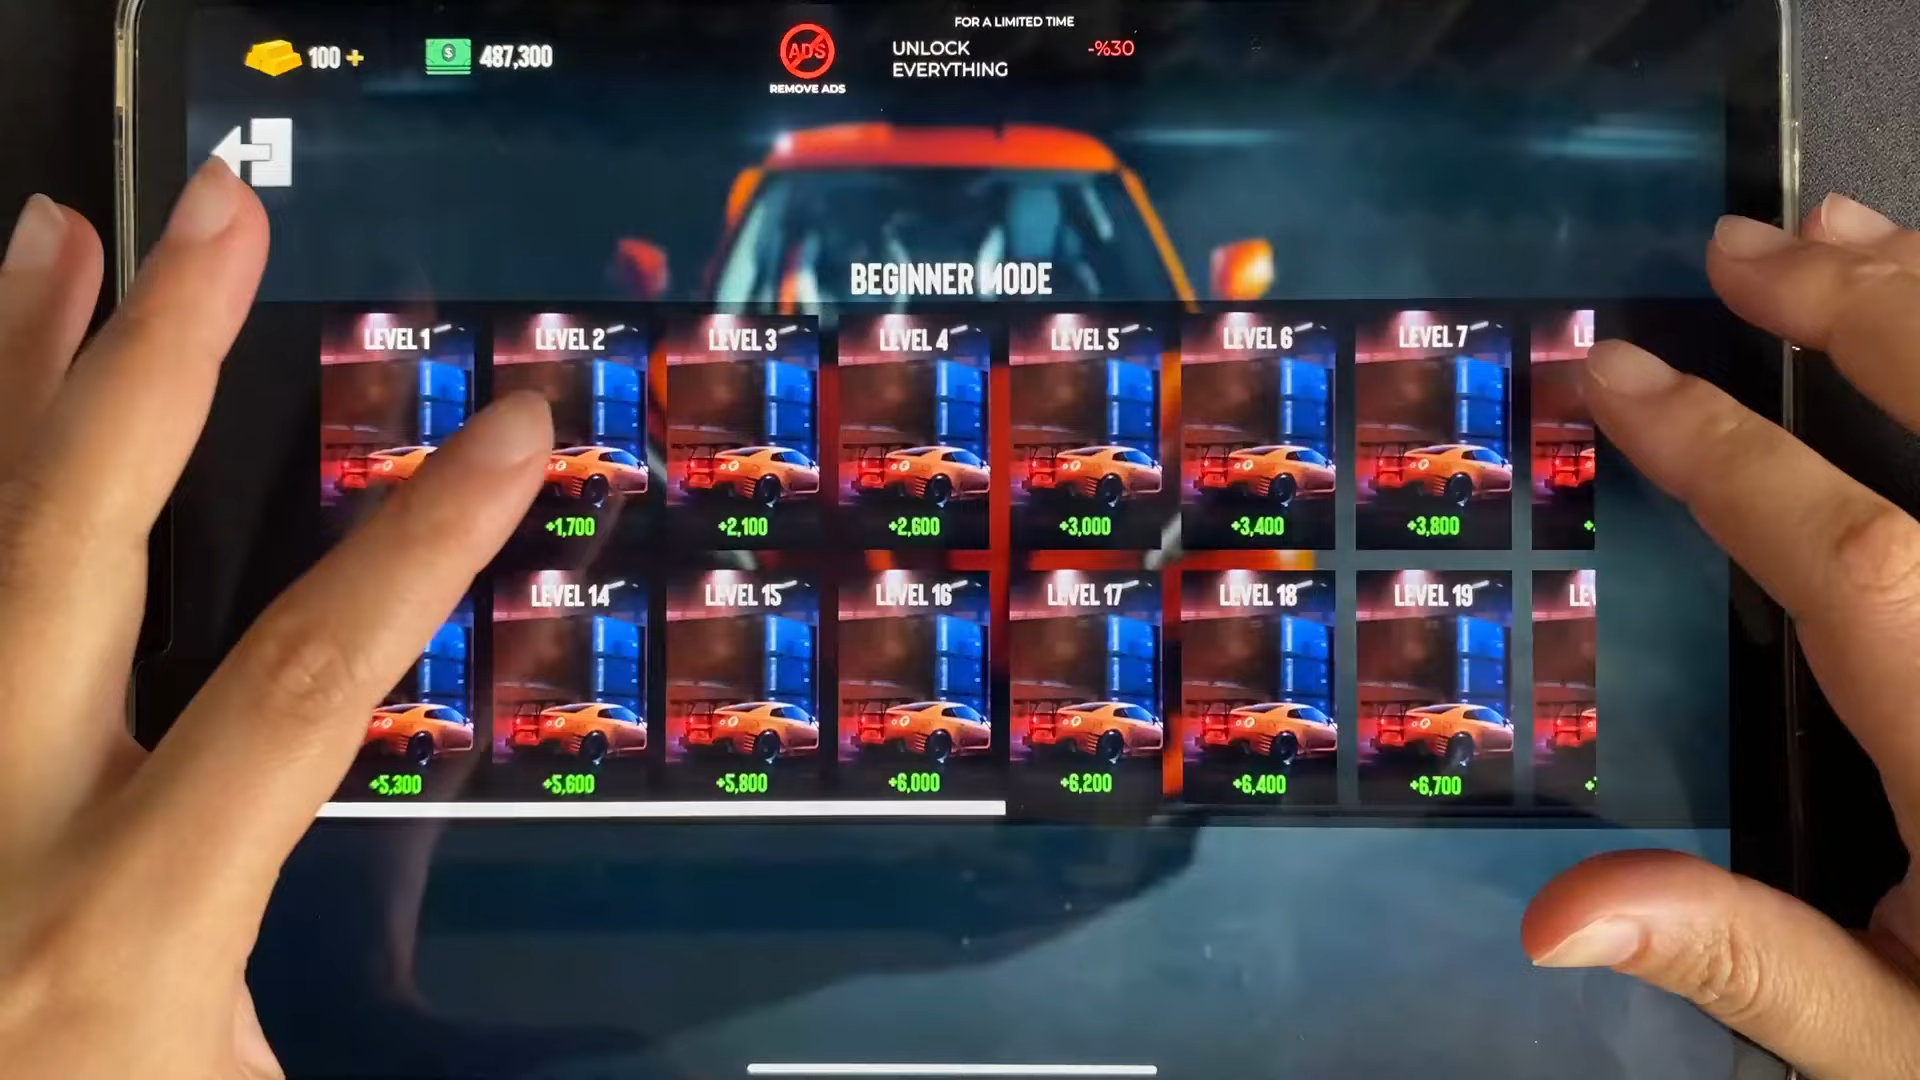 FOR A LIMITED TIME
100 +
$
487,300
ADS
UNLOCK
EVERYTHING
-%30
REMOVE ADS
BEGINNER MODE
LEVEL 1
LEVEL 2
LEVEL 3
LEVEL 4
LEVEL 5
LEVEL 6
LEVEL 7
+1,700
+2,100
+2,600
+3,000
+3,400
+3,800
LEVEL 14
LEVEL 15
LEVEL 16
LEVEL 17
LEVEL 18
LEVEL 19
+5,300
+5,600
+5,800
+6,000
+6,200
+6,400
+6,700